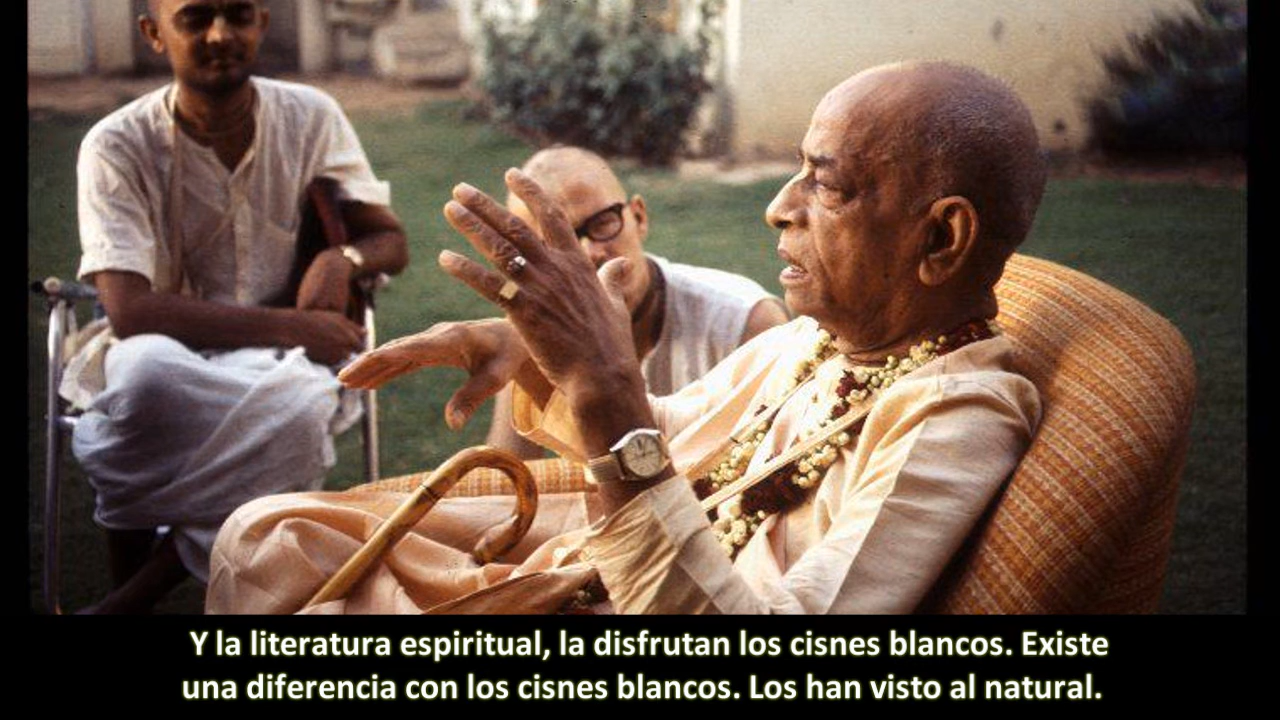 Y la literatura espiritual, la disfrutan los cisnes blancos. Existe
una diferencia con los cisnes blancos. Los han visto al natural.